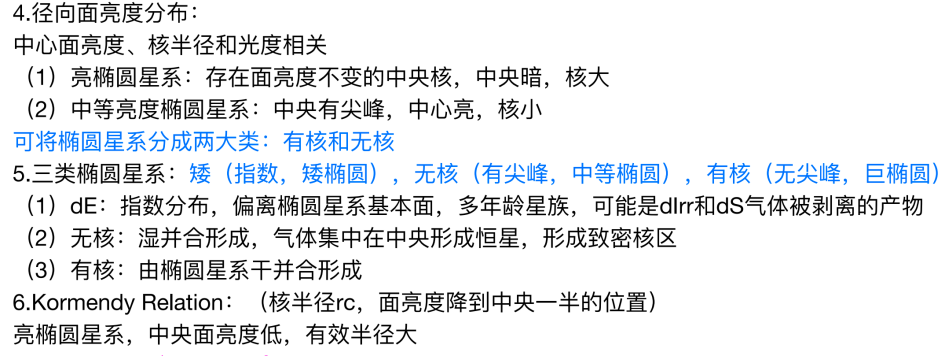 4.径向面亮度分布：
中心面亮度、核半径和光度相关
（1）亮椭圆星系：存在面亮度不变的中央核，中央暗，核大
（2）中等亮度椭圆星系：中央有尖峰，中心亮，核小
可将椭圆星系分成两大类：有核和无核
5.三类椭圆星系：矮（指数，矮椭圆），无核（有尖峰，中等椭圆），有核（无尖峰，巨椭圆）
（1）dE：指数分布，偏离椭圆星系基本面，多年龄星族，可能是dIrr和dS气体被剥离的产物
（2）无核：湿并合形成，气体集中在中央形成恒星，形成致密核区
（3）有核：由椭圆星系干并合形成
6.Kormendy Relation：（核半径rc，面亮度降到中央一半的位置）
亮椭圆星系，中央面亮度低，有效半径大